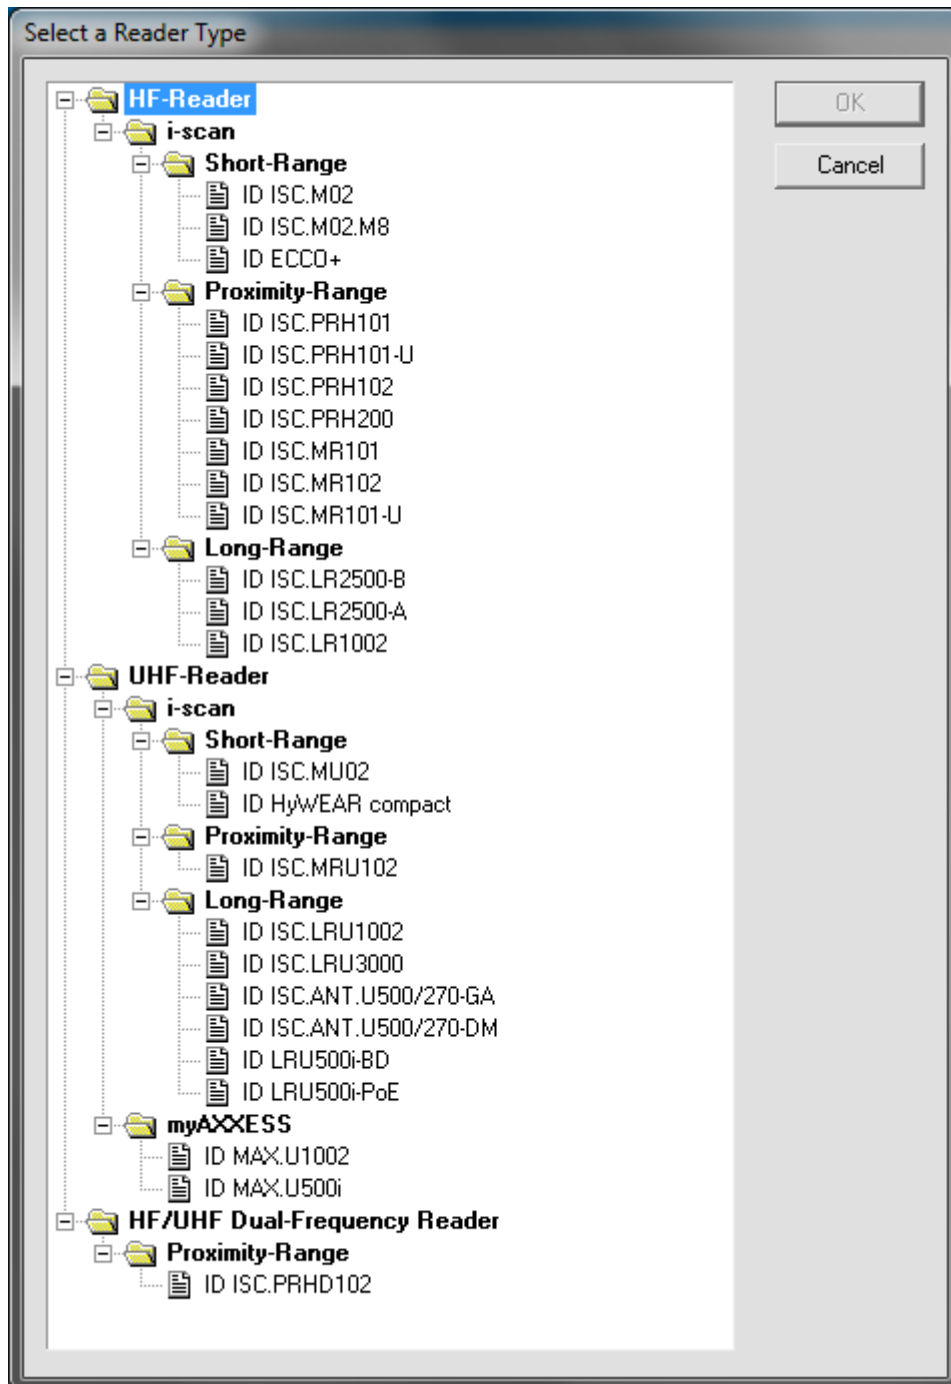 Select a Reader Type
HF-Reader
OK
i-scan
Short-Range
Cancel
ID ISC.M02
ID ISC.M02.M8
ID ECCO+
Proximity-Range
ID ISC.PRH101
ID ISC.PRH101-U
ID ISC.PRH102
ID ISC.PRH200
ID ISC.MR101
ID ISC.MR102
ID ISC.MR101-U
Long-Range
ID ISC.LR2500-B
ID ISC.LR2500-A
ID ISC.LR1002
UHF-Reader
i-scan
Short-Range
ID ISC.MU02
ID HyWEAR compact
Proximity-Range
ID ISC.MRU102
Long-Range
ID ISC.LRU1002
ID ISC.LRU3000
ID ISC.ANT.U500/270-GA
ID ISC.ANT.U500/270-DM
ID LRU500i-BD
ID LRU500i-PoE
myAXXESS
ID MAX.U1002
ID MAX.U500i
HF/UHF Dual-Frequency Reader
Proximity-Range
ID ISC.PRHD102